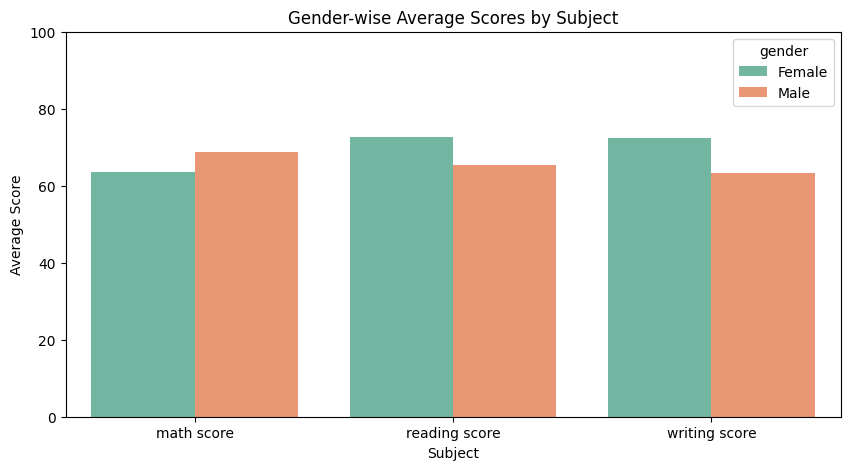 Gender-wise Average Scores by Subject
gender
Female
Male
Average Score
100
80
60
40
20
0
math score
reading score
writing score
Subject